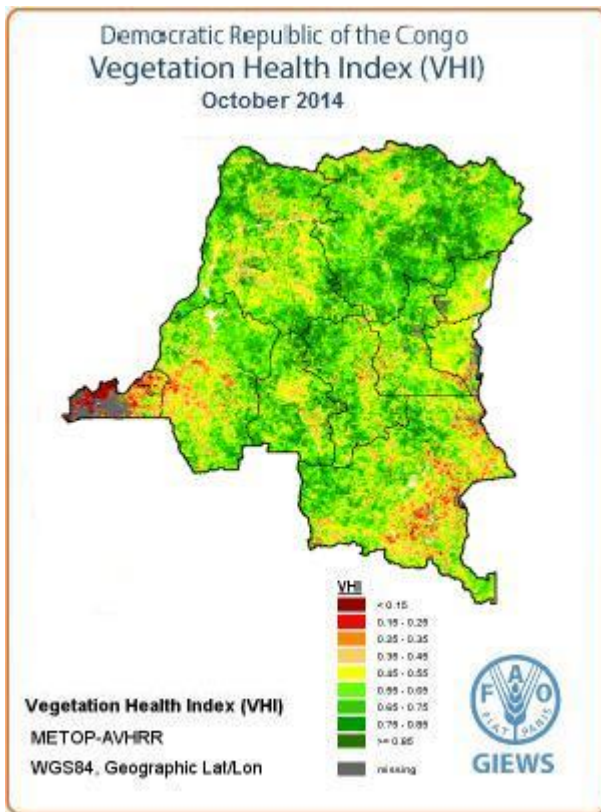 Democratic Republic of the Congo
Vegetation Health Index (VHI)
October 2014
VHI
< 0.15
0.15 - 0.25
0.25 - 0.35
0.35 - 0.45
0.45 - 0.55
0.55 - 0.65
0.65 - 0.75
0.75 - 0.85
>= 0.85
missing
Vegetation Health Index (VHI)
METOP-AVHRR
WGS84, Geographic Lat/Lon
F A O
FIAT PANIS
GIEWS